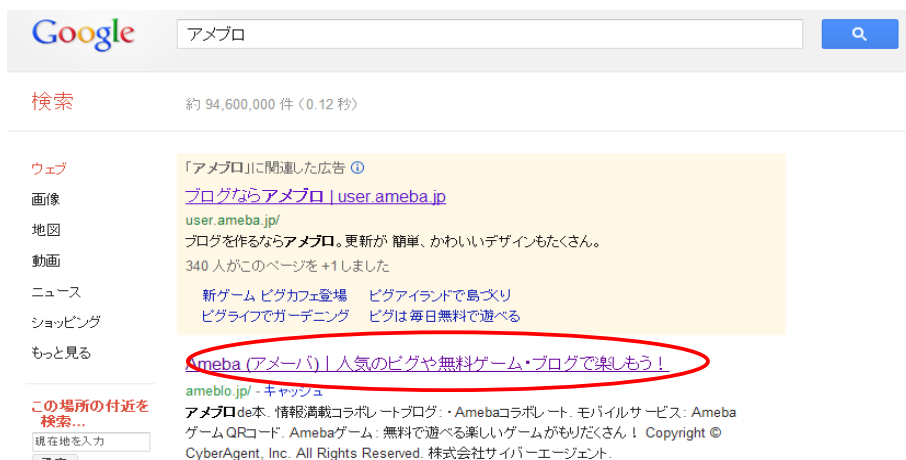 Google
アメブロ
検索
約 94,600,000 件 (0.12 秒)
ウェブ
画像
地図
動画
ニュース
ショッピング
もっと見る
この場所の付近を
検索...
現在地を入力
「アメブロ」に関連した広告
ブログならアメブロ | user.ameba.jp
user.ameba.jp/
ブログを作るならアメブロ。更新が 簡単、かわいいデザインもたくさん。
340 人がこのページを +1 しました
新ゲーム ピグカフェ登場 ピグアイランドで島づくり
ピグライフでガーデニング ピグは毎日無料で遊べる
Ameba (アメーバ) | 人気のピグや無料ゲーム・ブログで楽しもう！
ameblo.jp/ - キャッシュ
アメブロde本. 情報満載コラボレートブログ: ・Amebaコラボレート. モバイルサービス: Ameba
ゲームQRコード. Amebaゲーム: 無料で遊べる楽しいゲームがもりだくさん！ Copyright ©
CyberAgent, Inc. All Rights Reserved. 株式会社サイバーエージェント.